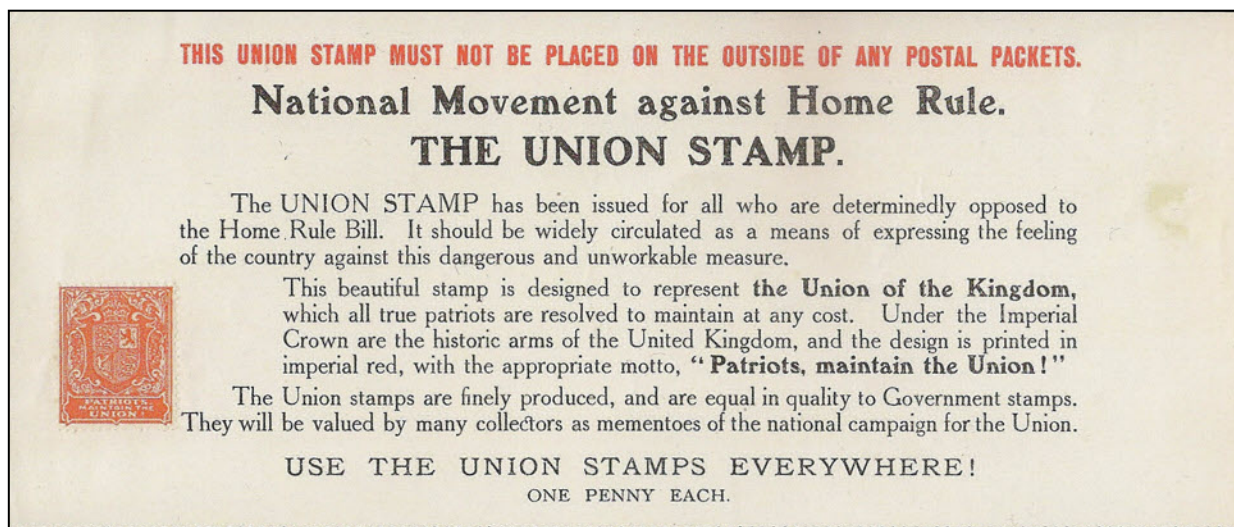 THIS UNION STAMP MUST NOT BE PLACED ON THE OUTSIDE OF ANY POSTAL PACKETS.
National Movement against Home Rule.
THE UNION STAMP.
The UNION STAMP has been issued for all who are determinedly opposed to
the Home Rule Bill. It should be widely circulated as a means of expressing the feeling
of the country against this dangerous and unworkable measure.
This beautiful stamp is designed to represent the Union of the Kingdom,
which all true patriots are resolved to maintain at any cost. Under the Imperial
Crown are the historic arms of the United Kingdom, and the design is printed in
imperial red, with the appropriate motto, "Patriots, maintain the Union!"
PATRIOTS,
MAINTAIN THE
UNION!
The Union stamps are finely produced, and are equal in quality to Government stamps.
They will be valued by many collectors as mementoes of the national campaign for the Union.
USE THE UNION STAMPS EVERYWHERE!
ONE PENNY EACH.